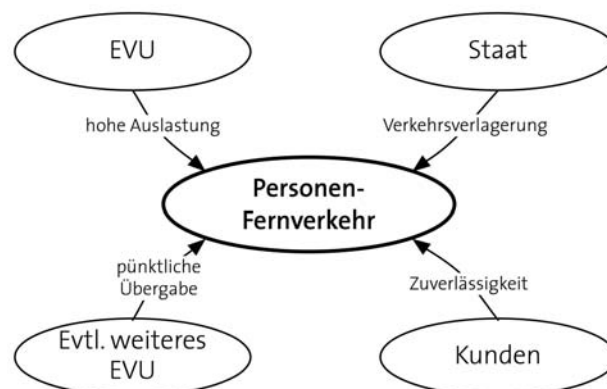 EVU
Staat
hohe Auslastung
Verkehrsverlagerung
Personen-
Fernverkehr
pünktliche
Übergabe
Zuverlässigkeit
Evtl. weiteres
EVU
Kunden